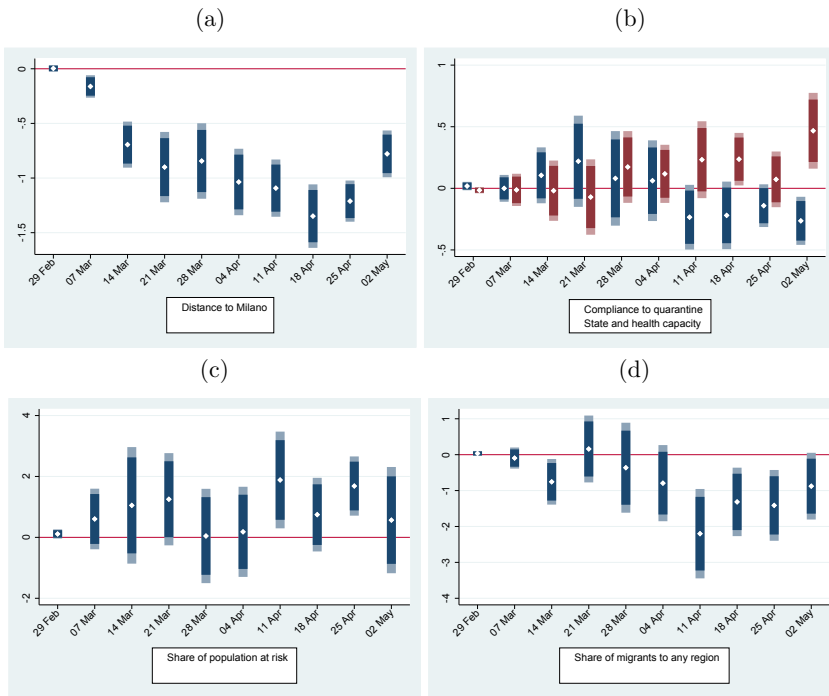 (a)
(b)
0
-.5
-1
-1.5
29 Feb
07 Mar
14 Mar
21 Mar
28 Mar
04 Apr
11 Apr
18 Apr
25 Apr
02 May
Distance to Milano
1
.5
0
-.5
29 Feb
07 Mar
14 Mar
21 Mar
28 Mar
04 Apr
11 Apr
18 Apr
25 Apr
02 May
Compliance to quarantine
State and health capacity
(c)
(d)
4
2
0
-2
29 Feb
07 Mar
14 Mar
21 Mar
28 Mar
04 Apr
11 Apr
18 Apr
25 Apr
02 May
Share of population at risk
1
0
-1
-2
-3
-4
29 Feb
07 Mar
14 Mar
21 Mar
28 Mar
04 Apr
11 Apr
18 Apr
25 Apr
02 May
Share of migrants to any region